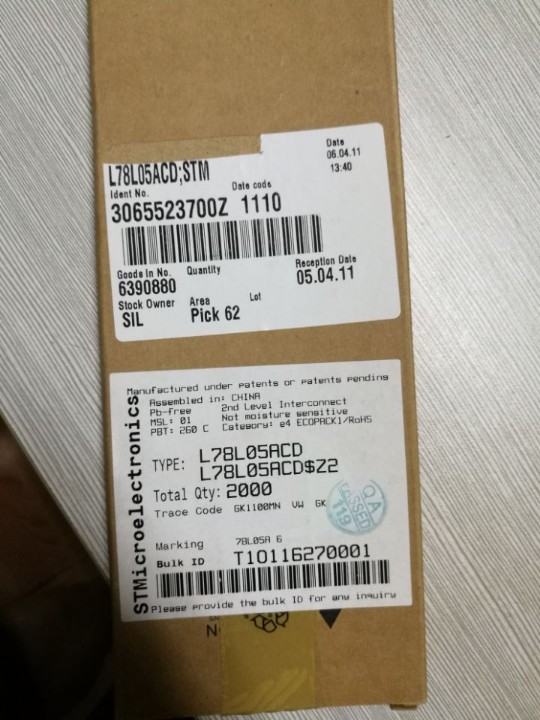 L78L05ACD;STM
Date
06.04.11
13:40
Ident No.
Date code
3065523700Z 1110
Goods In No. Quantity
Reception Date
6390880
05.04.11
Stock Owner Area Lot
SIL Pick 62
STMicroelectronics
Manufactured under patents or patents pending
Assembled in: CHINA
Pb-free 2nd Level Interconnect
MSL: 01 Not moisture sensitive
PBT: 260 C Category: e4 ECOPACK1/RoHS
TYPE: L78L05ACD
L78L05ACD$Z2
Total Qty: 2000
Trace Code GK1100MN VW GK
QA
PASSED
119
Marking 78L05A 6
Bulk ID T10116270001
Please provide the bulk ID for any inquiry